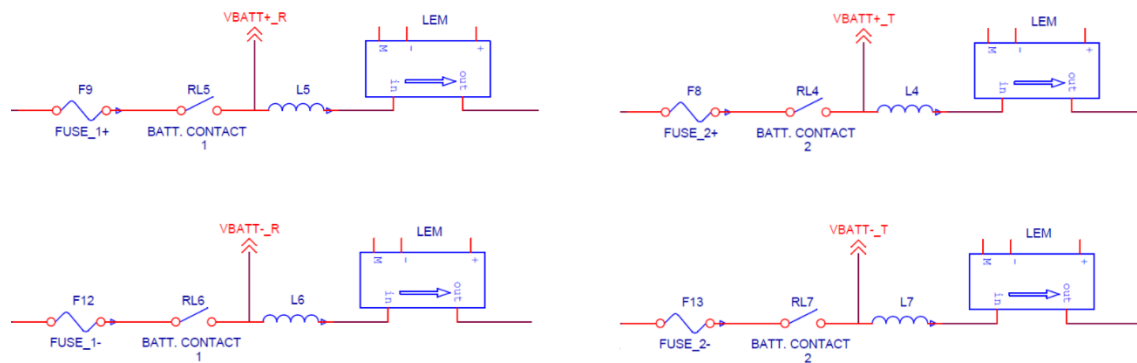 VBATT+_R
LEM
M - +
in out
F9
RL5
L5
FUSE_1+
BATT. CONTACT
1
VBATT+_T
LEM
M - +
in out
F8
RL4
L4
FUSE_2+
BATT. CONTACT
2
VBATT-_R
LEM
M - +
in out
F12
RL6
L6
FUSE_1-
BATT. CONTACT
1
VBATT-_T
LEM
M - +
in out
F13
RL7
L7
FUSE_2-
BATT. CONTACT
2